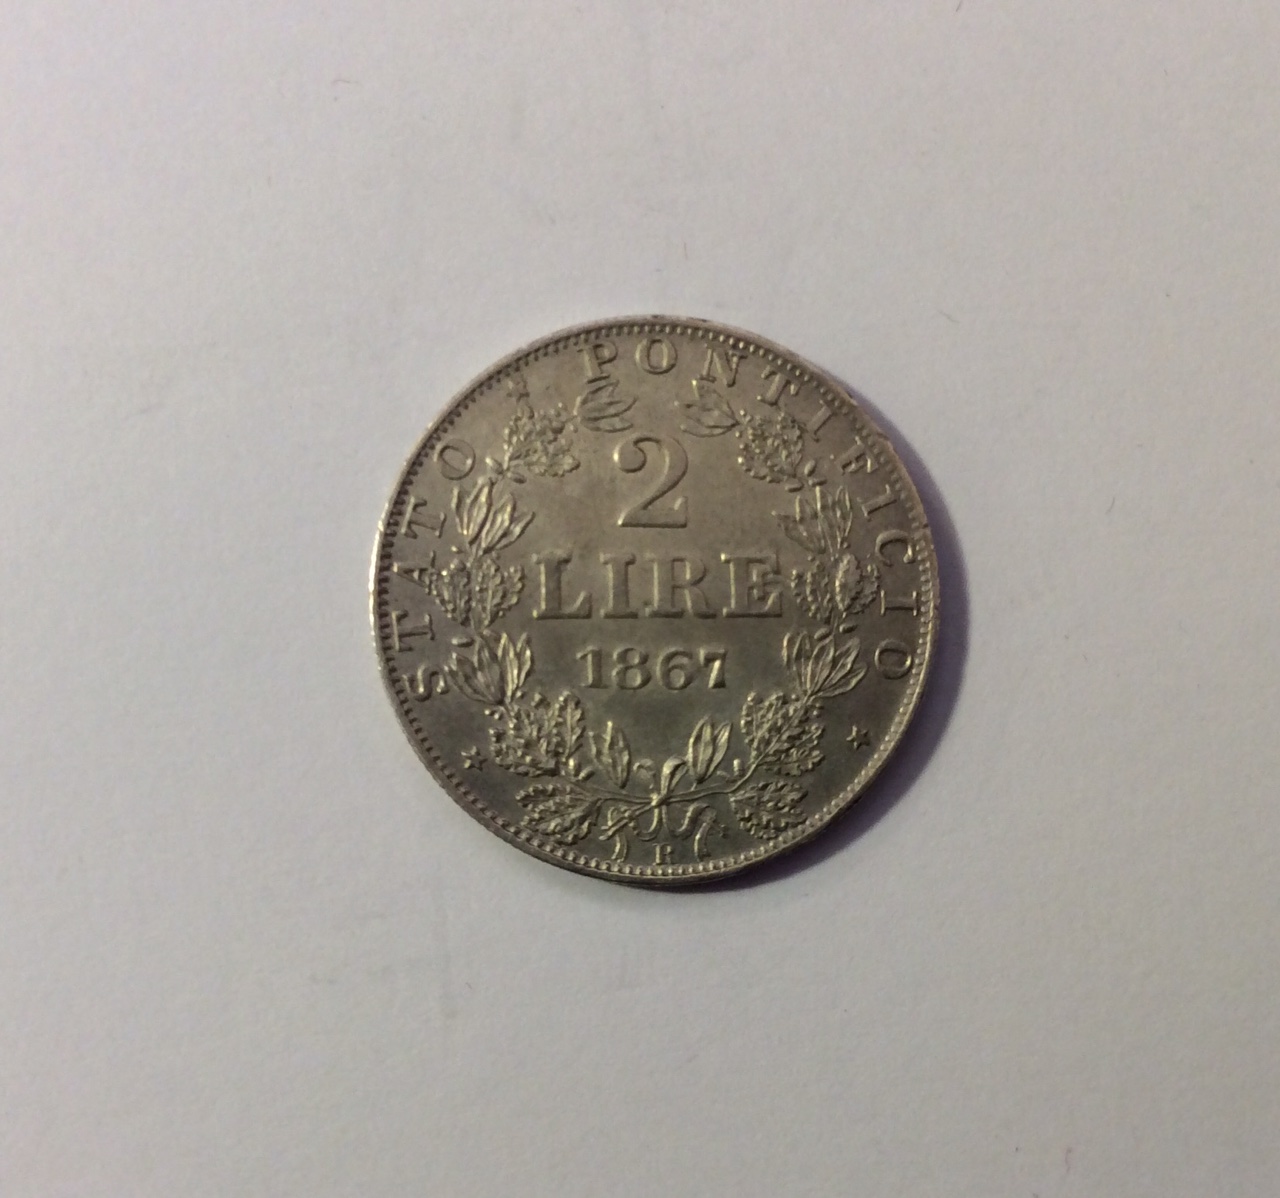 STATO PONTIFICIO
2
LIRE
1867
R